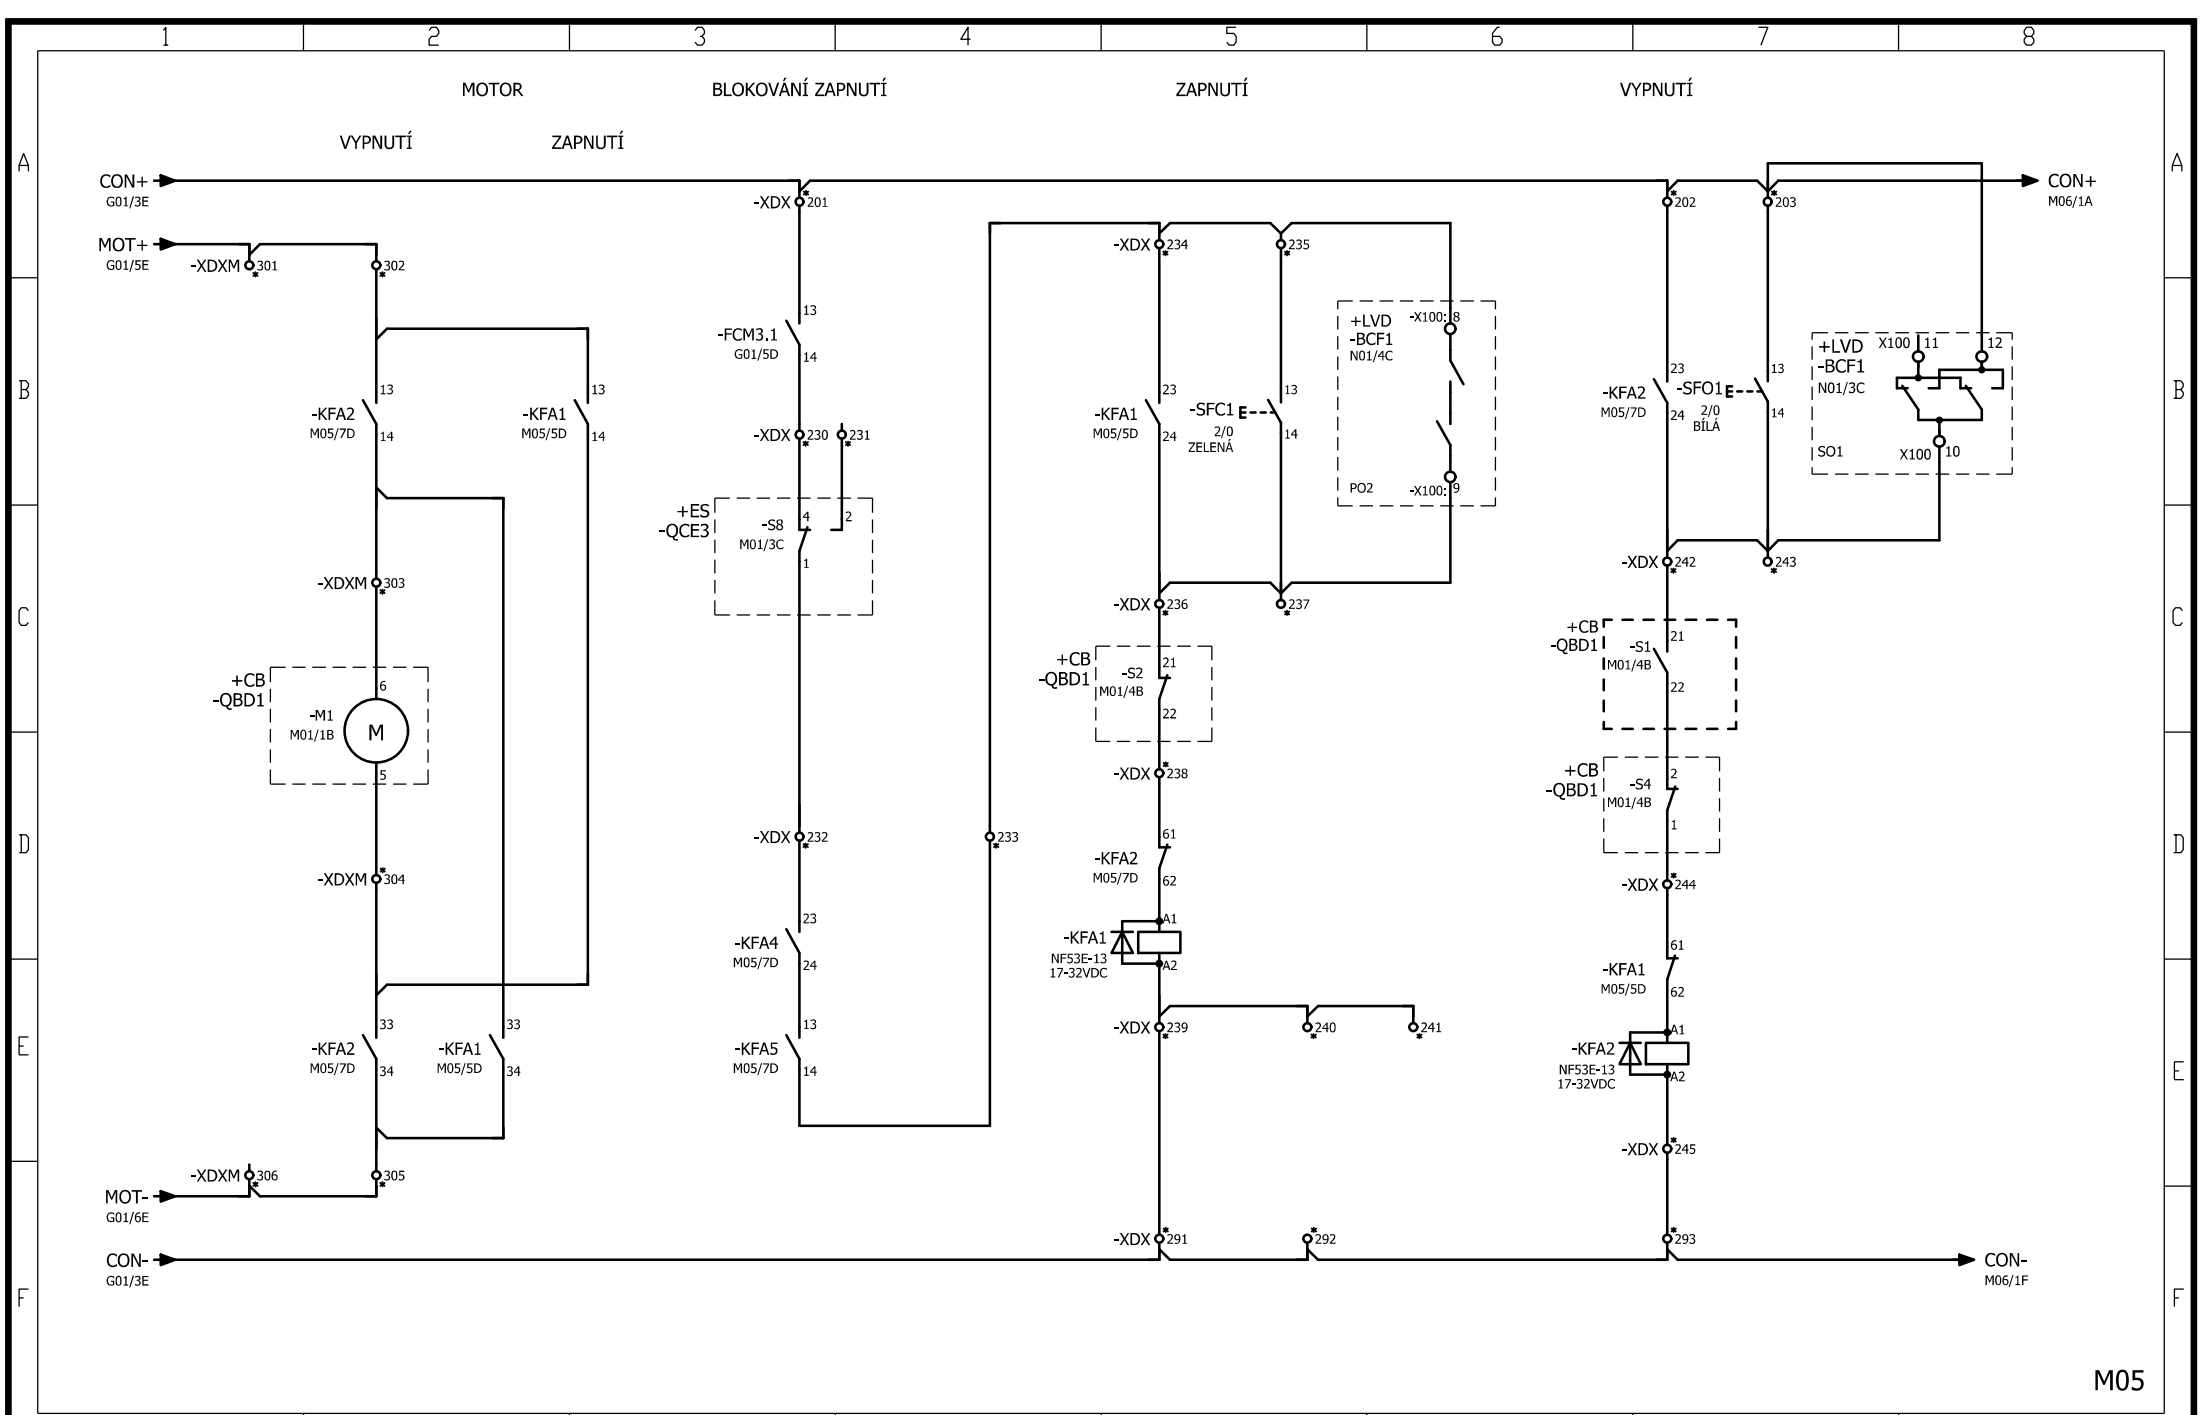 1 2 3 4 5 6 7 8
MOTOR BLOKOVÁNÍ ZAPNUTÍ ZAPNUTÍ VYPNUTÍ
VYPNUTÍ ZAPNUTÍ
A A
B B
C C
D D
E E
F F
CON+
G01/3E
MOT+
G01/5E
-XDXM 301 *
302 *
13
-KFA2
M05/7D
14
13
-KFA1
M05/5D
14
-XDXM 303 *
+CB
-QBD1
-M1
M01/1B
6
M
5
-XDXM 304 *
33
-KFA2
M05/7D
34
33
-KFA1
M05/5D
34
-XDXM 306 *
305 *
MOT-
G01/6E
CON-
G01/3E
-XDX 201 *
13
-FCM3.1
G01/5D
14
-XDX 230 *
231 *
+ES
-QCE3
-S8
M01/3C
4
2
1
-XDX 232 *
233 *
23
-KFA4
M05/7D
24
13
-KFA5
M05/7D
14
-XDX 234 *
235 *
23
-KFA1
M05/5D
24
-SFC1
2/0
ZELENÁ
13
14
+LVD
-BCF1
N01/4C
-X100: 8
PO2
-X100: 9
-XDX 236 *
237 *
+CB
-QBD1
-S2
M01/4B
21
22
-XDX 238 *
61
-KFA2
M05/7D
62
-KFA1
NF53E-13
17-32VDC
A1
A2
-XDX 239 *
240 *
241 *
-XDX 291 *
292 *
293 *
202 *
203 *
CON+
M06/1A
23
-KFA2
M05/7D
24
-SFO1
2/0
BÍLÁ
13
14
+LVD
-BCF1
N01/3C
X100 11
12
SO1
X100 10
-XDX 242 *
243 *
+CB
-QBD1
-S1
M01/4B
21
22
+CB
-QBD1
-S4
M01/4B
2
1
-XDX 244 *
61
-KFA1
M05/5D
62
-KFA2
NF53E-13
17-32VDC
A1
A2
-XDX 245 *
CON-
M06/1F
M05